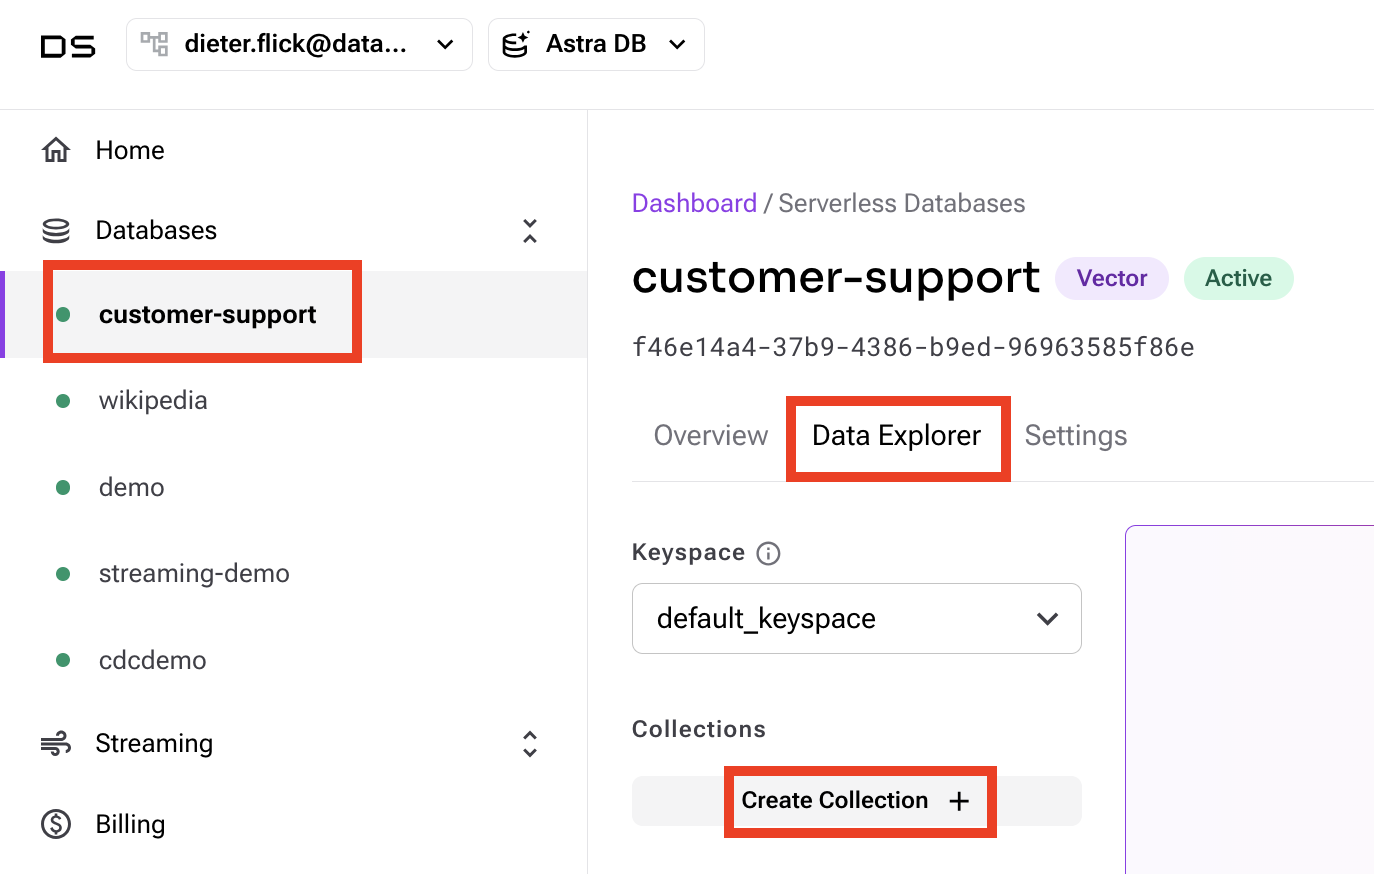 DS
dieter.flick@data...
Astra DB
Home
Databases
customer-support
wikipedia
demo
streaming-demo
cdcdemo
Streaming
Billing
Dashboard / Serverless Databases
customer-support Vector Active
f46e14a4-37b9-4386-b9ed-96963585f86e
Overview Data Explorer Settings
Keyspace
default_keyspace
Collections
Create Collection +